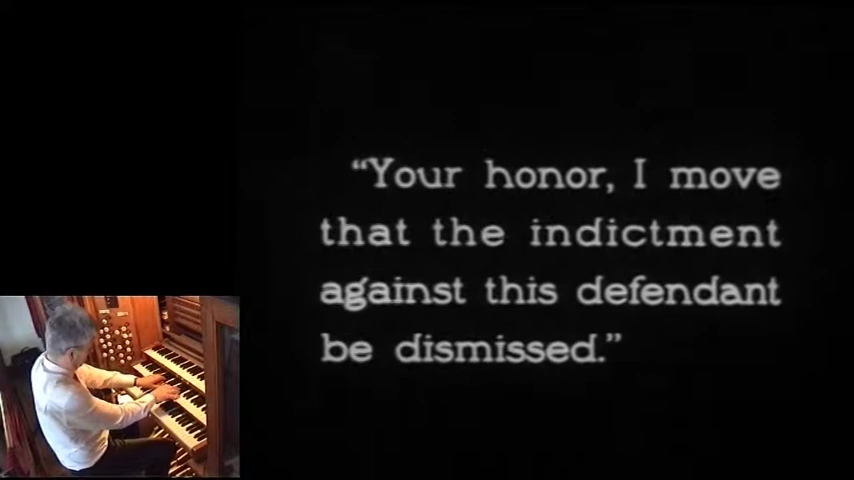 “Your honor, I move
that the indictment
against this defendant
be dismissed.”